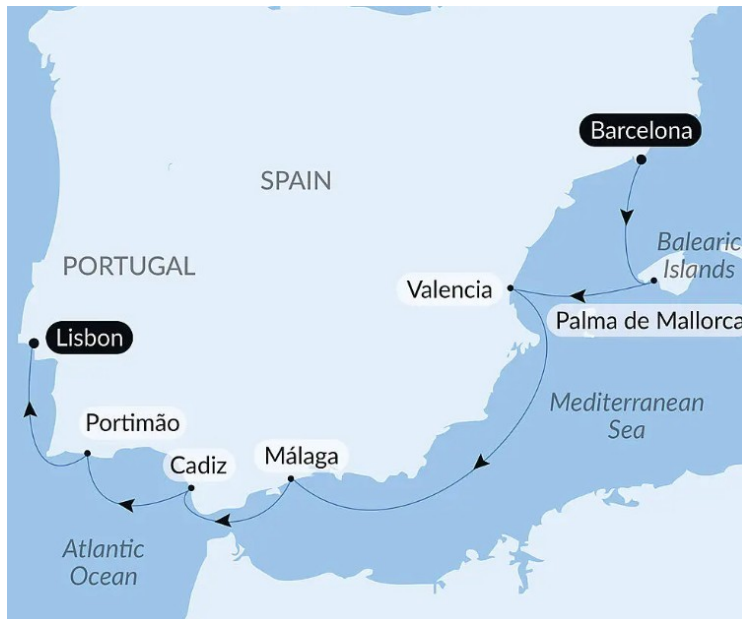 Barcelona
SPAIN
Balearic
Islands
PORTUGAL
Valencia
Palma de Mallorca
Lisbon
Mediterranean
Sea
Portimão
Málaga
Cadiz
Atlantic
Ocean